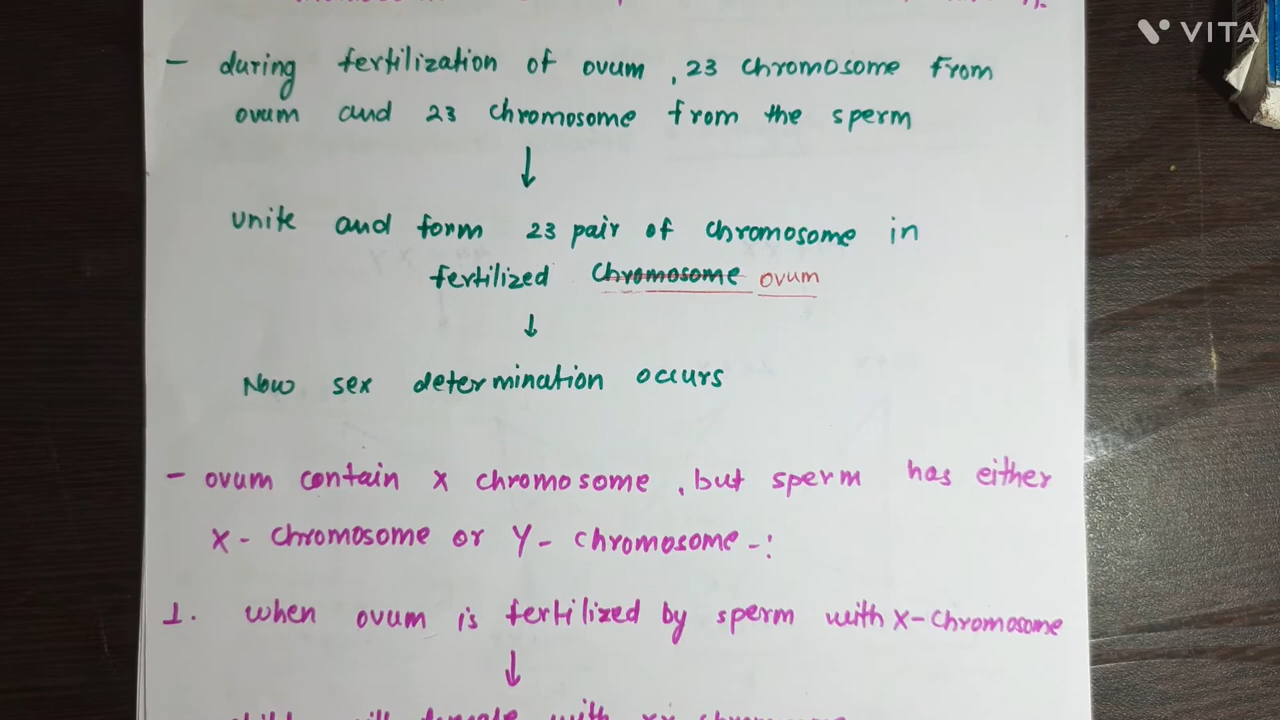 VITA
- during fertilization of ovum , 23 chromosome from
ovum and 23 chromosome from the sperm
↓
unite and form 23 pair of chromosome in
fertilized Chromosome ovum
↓
Now sex determination occurs
- ovum contain x chromosome , but sperm has either
X - chromosome or Y - chromosome -:
1. when ovum is fertilized by sperm with X-chromosome
↓
with xx